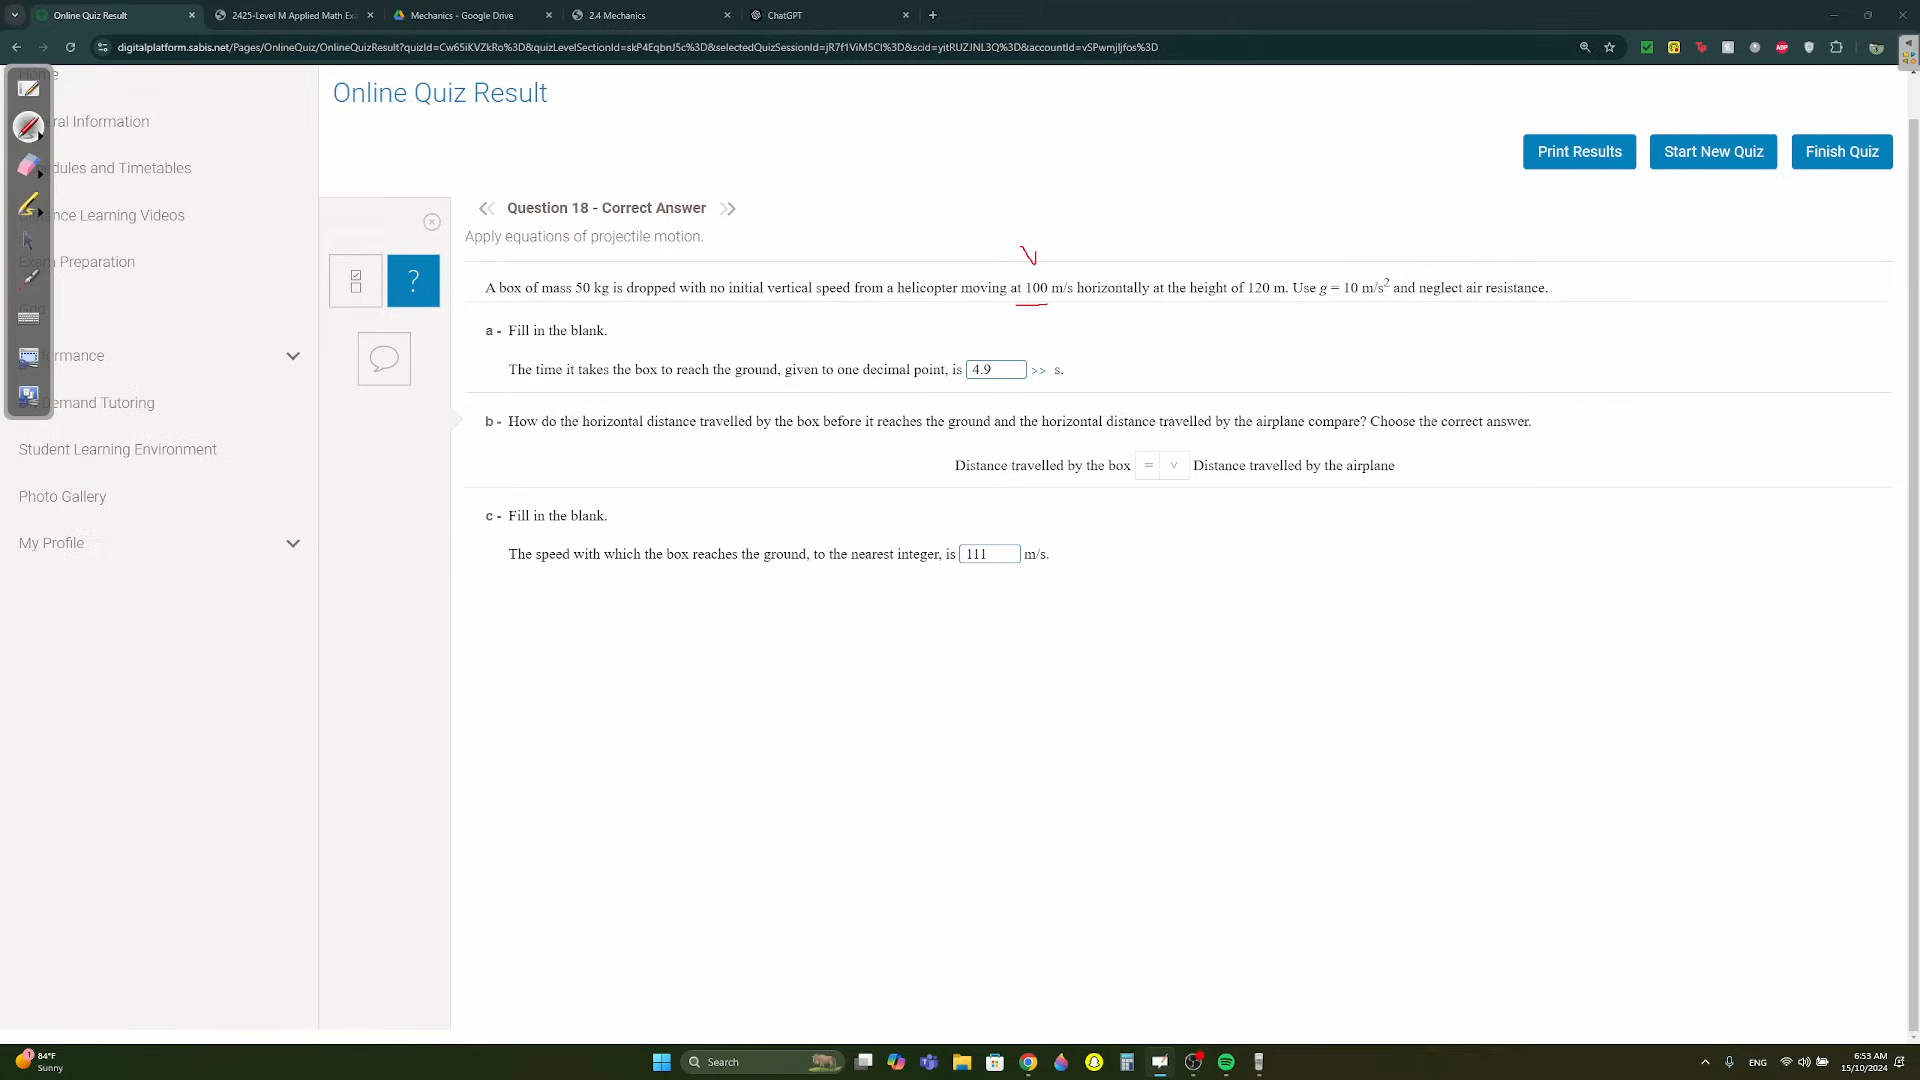 Online Quiz Result
2425-Level M Applied Math Ex
Mechanics - Google Drive
2.4 Mechanics
ChatGPT
digitalplatform.sabis.net/Pages/OnlineQuiz/OnlineQuizResult?quizId=Cw65iKVZkRo%3D&quizLevelSectionId=skP4EqbnJ5c%3D&selectedQuizSessionId=jR7f1ViM5CI%3D&scid=yitRUZJNL3Q%3D&accountId=vSPwmjljfos%3D
Home
ral Information
edules and Timetables
nce Learning Videos
Exam Preparation
rmance
Demand Tutoring
Student Learning Environment
Photo Gallery
My Profile
Online Quiz Result
Print Results
Start New Quiz
Finish Quiz
Question 18 - Correct Answer
Apply equations of projectile motion.
A box of mass 50 kg is dropped with no initial vertical speed from a helicopter moving at 100 m/s horizontally at the height of 120 m. Use g = 10 m/s² and neglect air resistance.
a - Fill in the blank.
The time it takes the box to reach the ground, given to one decimal point, is 4.9 >> s.
b - How do the horizontal distance travelled by the box before it reaches the ground and the horizontal distance travelled by the airplane compare? Choose the correct answer.
Distance travelled by the box = v Distance travelled by the airplane
c - Fill in the blank.
The speed with which the box reaches the ground, to the nearest integer, is 111 m/s.
84°F
Sunny
Search
ENG
6:53 AM
15/10/2024